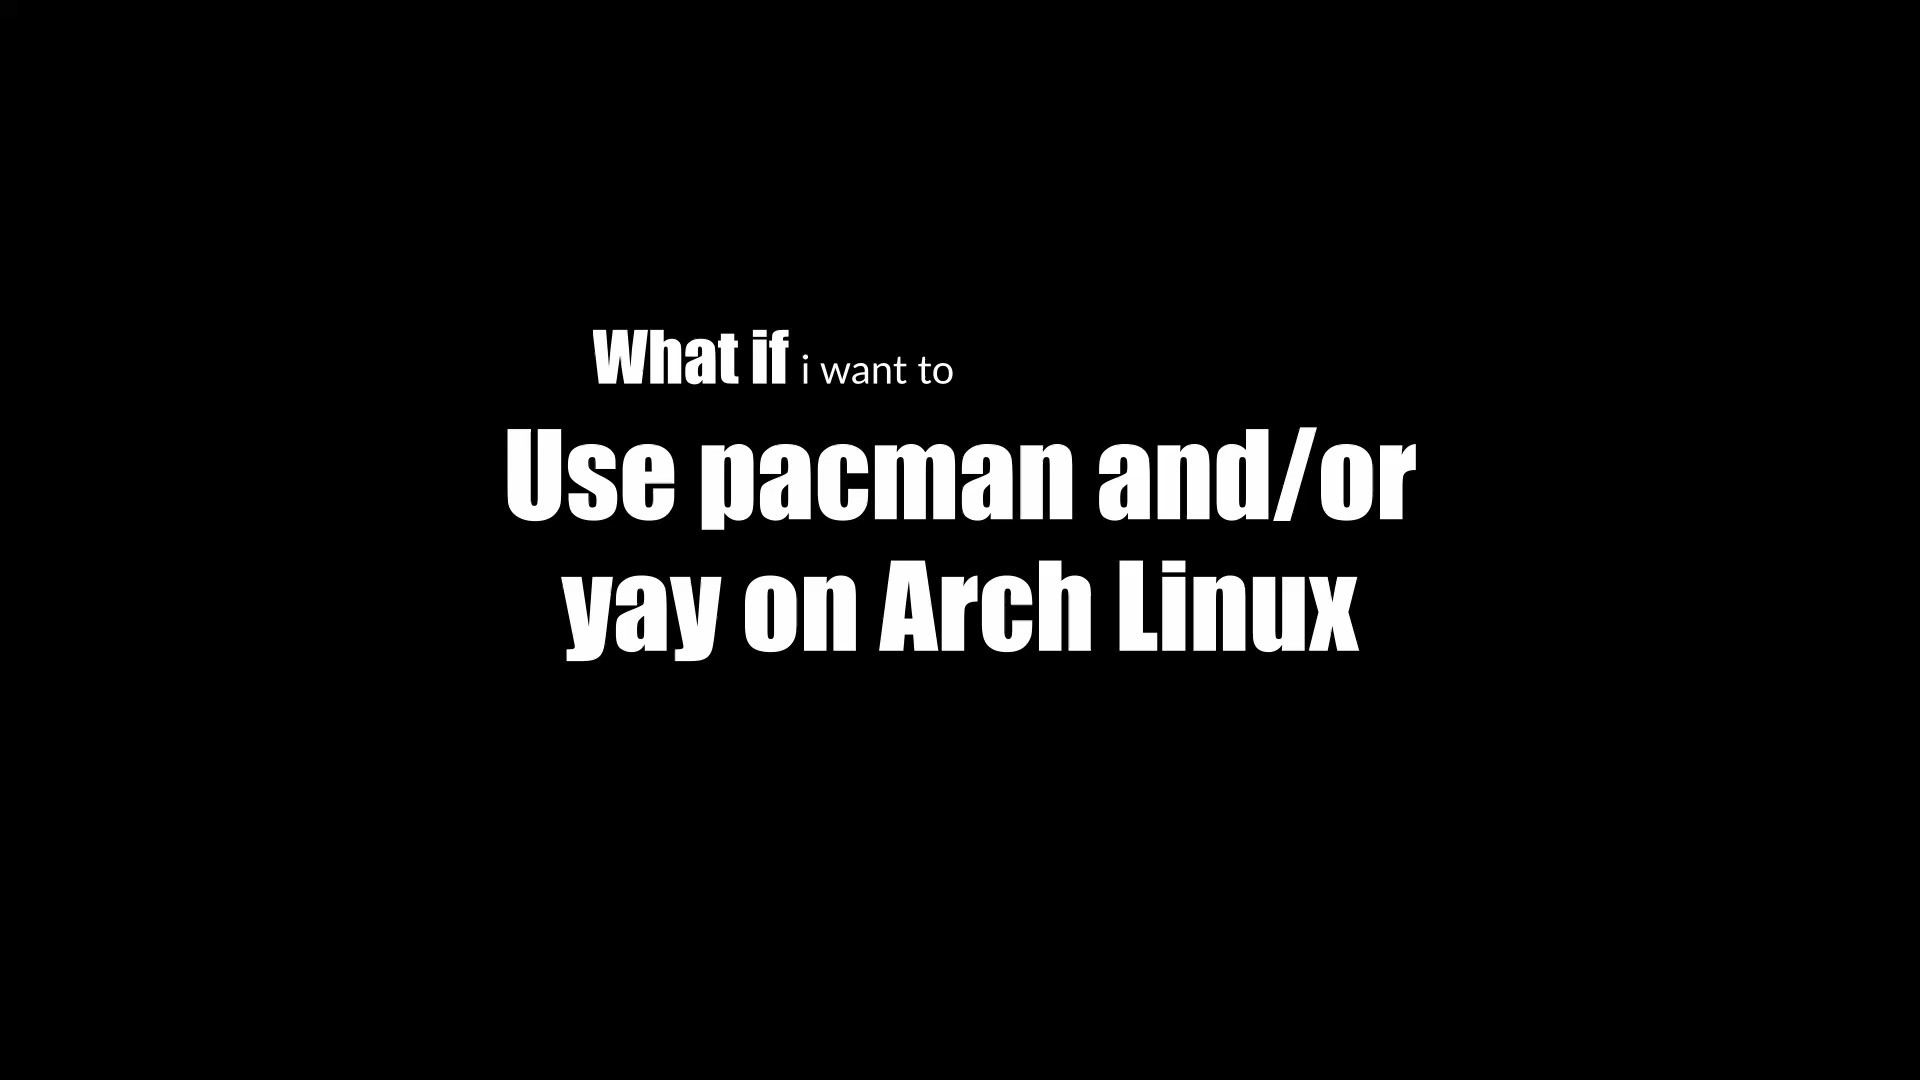 What if i want to
Use pacman and/or
yay on Arch Linux